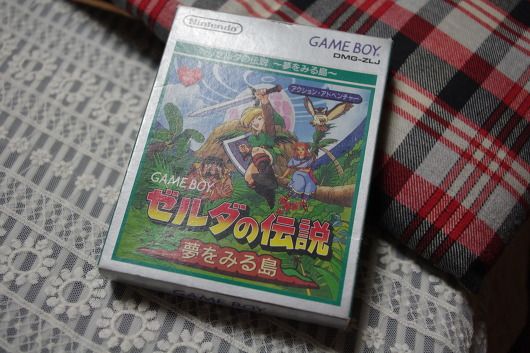 Nintendo
GAME BOY
DMG-ZLJ
ゼルダの伝説 ～夢をみる島～
アクション・アドベンチャー
GAME BOY
ゼルダの伝説
夢をみる島
GAME BOY